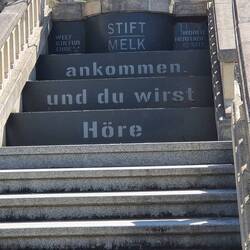 STIFT
MELK
ankommen.
und du wirst
Höre